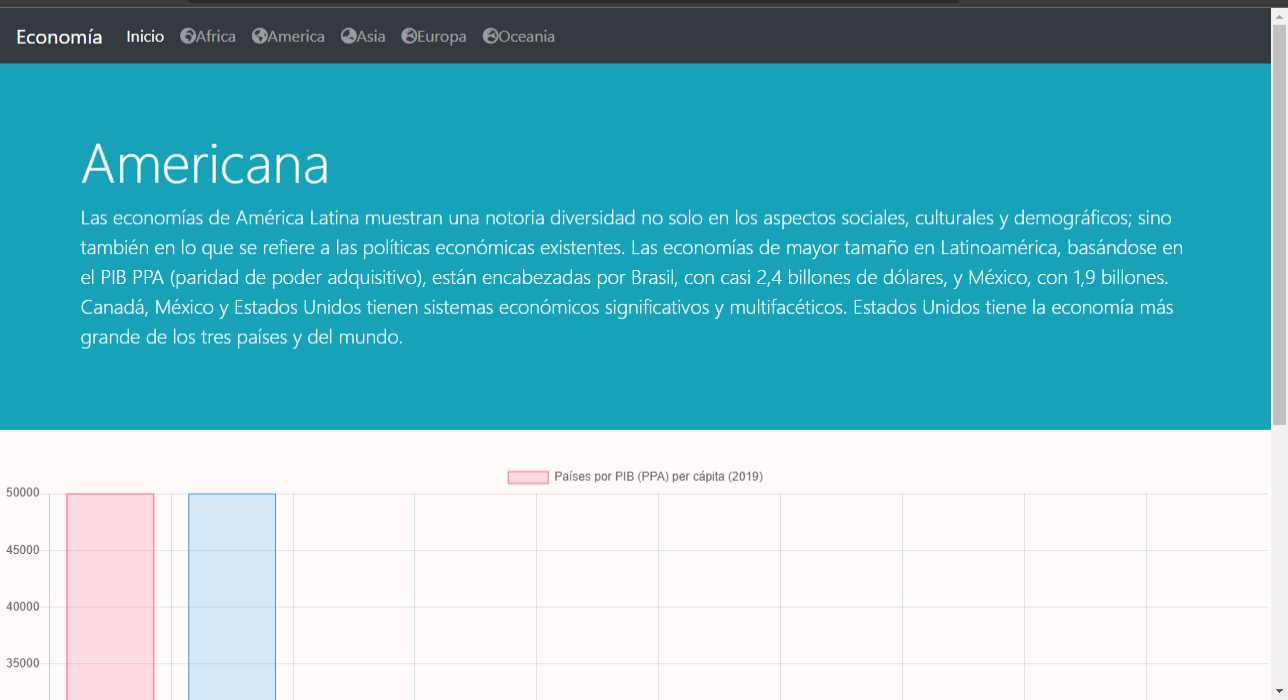 Economía Inicio Africa America Asia Europa Oceania
Americana
Las economías de América Latina muestran una notoria diversidad no solo en los aspectos sociales, culturales y demográficos; sino
también en lo que se refiere a las políticas económicas existentes. Las economías de mayor tamaño en Latinoamérica, basándose en
el PIB PPA (paridad de poder adquisitivo), están encabezadas por Brasil, con casi 2,4 billones de dólares, y México, con 1,9 billones.
Canadá, México y Estados Unidos tienen sistemas económicos significativos y multifacéticos. Estados Unidos tiene la economía más
grande de los tres países y del mundo.
Países por PIB (PPA) per cápita (2019)
50000
45000
40000
35000